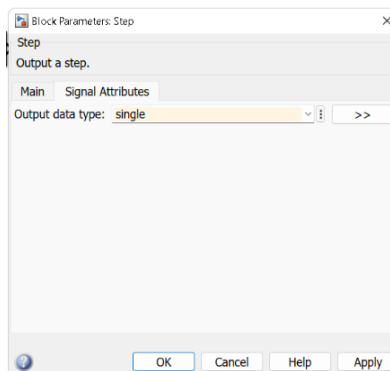 Block Parameters: Step
Step
Output a step.
Main Signal Attributes
Output data type: single >>
OK Cancel Help Apply